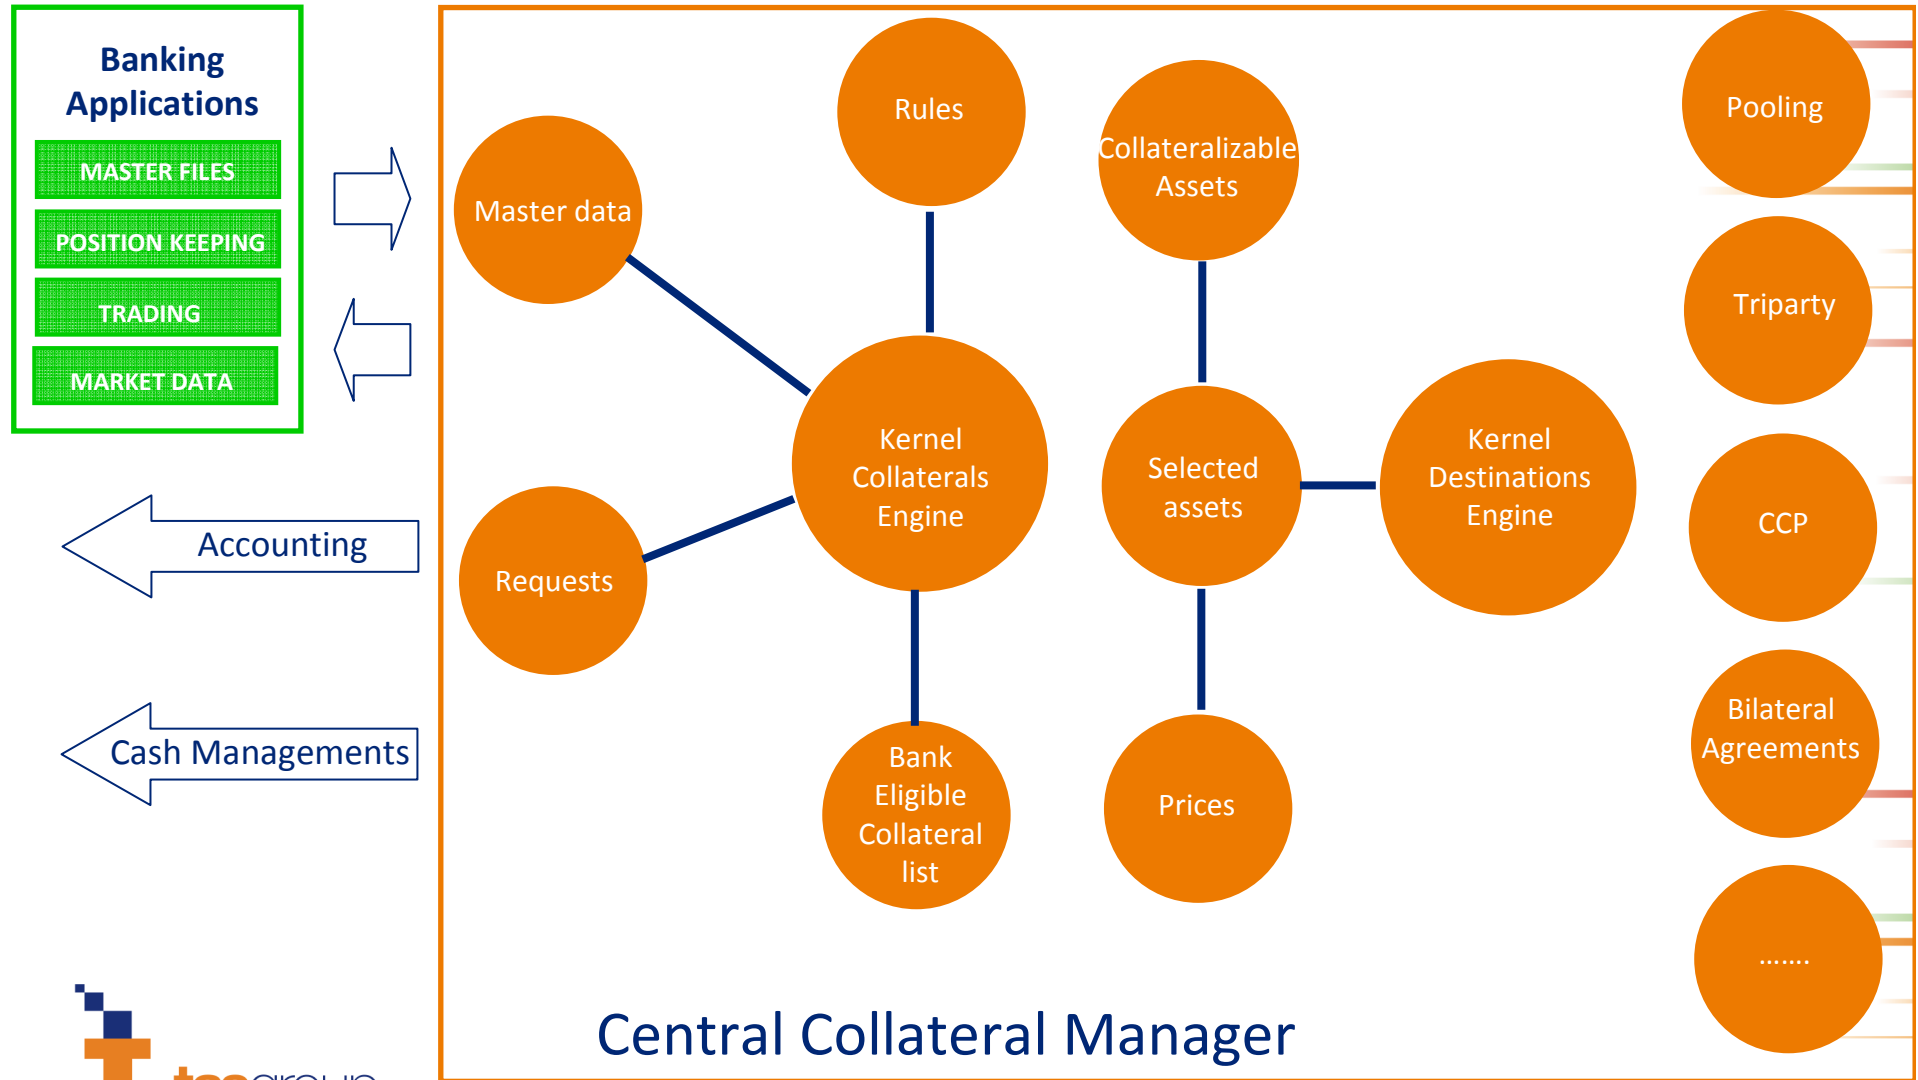 Banking
Applications
MASTER FILES
POSITION KEEPING
TRADING
MARKET DATA
Accounting
Cash Managements
Master data
Rules
Requests
Kernel
Collaterals
Engine
Bank
Eligible
Collateral
list
Collateralizable
Assets
Selected
assets
Prices
Kernel
Destinations
Engine
Pooling
Triparty
CCP
Bilateral
Agreements
…….
Central Collateral Manager